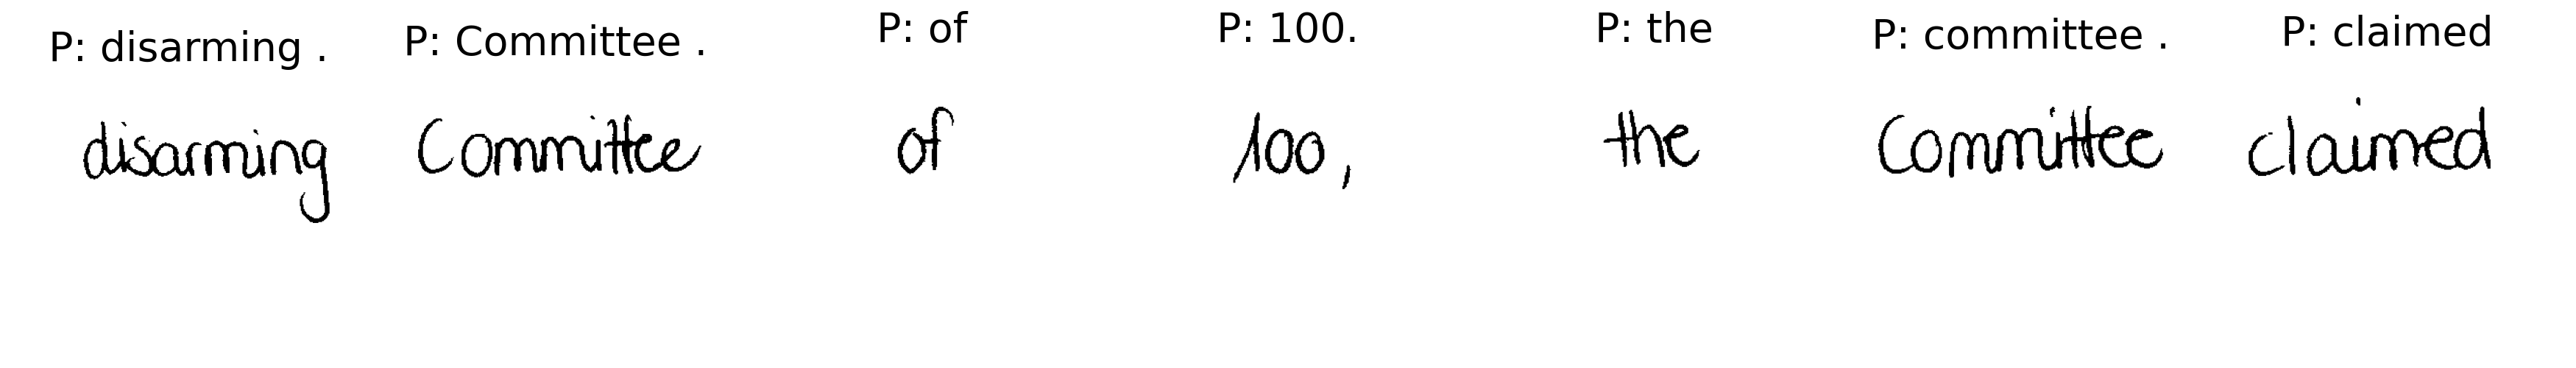 P: disarming . P: Committee . P: of P: 100. P: the P: committee . P: claimed
disarming Committee of 100, the Committee claimed